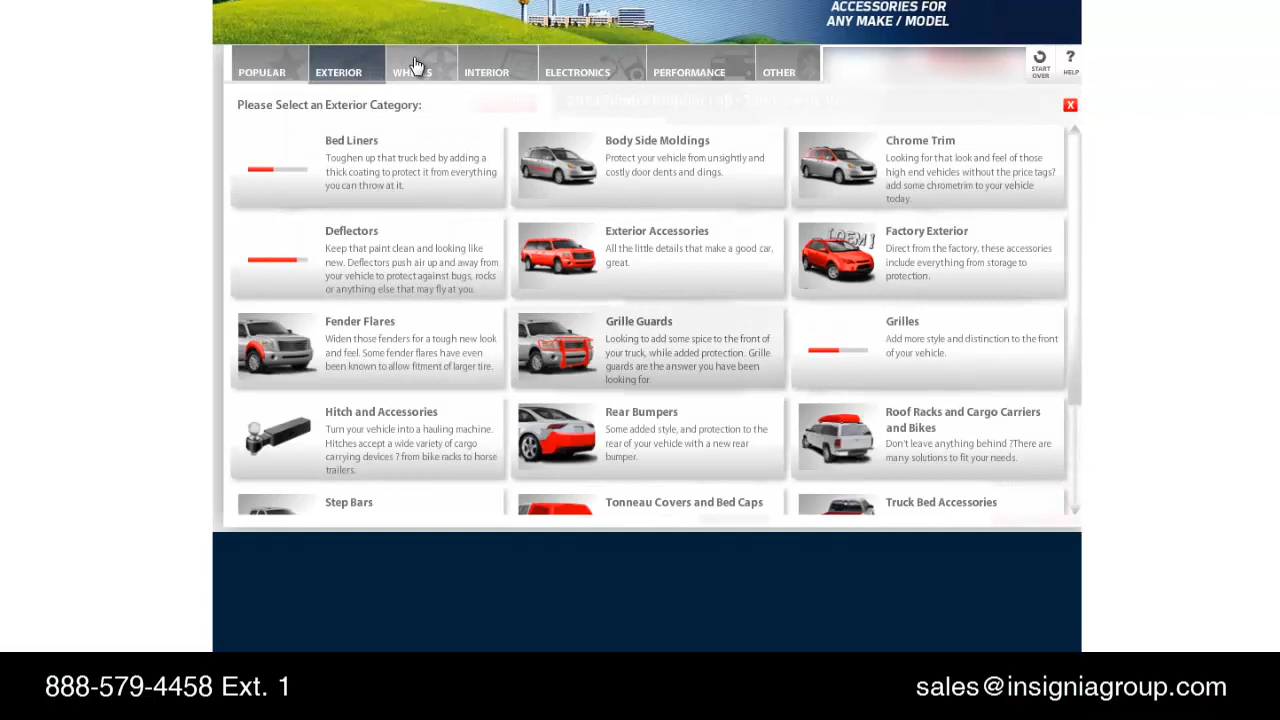 ACCESSORIES FOR
ANY MAKE / MODEL
POPULAR
EXTERIOR
INTERIOR
ELECTRONICS
PERFORMANCE
OTHER
START
OVER
?
HELP
Please Select an Exterior Category:
X
Bed Liners
Toughen up that truck bed by adding a
thick coating to protect it from everything
you can throw at it.
Body Side Moldings
Protect your vehicle from unsightly and
costly door dents and dings.
Chrome Trim
Looking for that look and feel of those
high end vehicles without the price tags?
add some chrometrim to your vehicle
today.
Deflectors
Keep that paint clean and looking like
new. Deflectors push air up and away from
your vehicle to protect against bugs, rocks
or anything else that may fly at you.
Exterior Accessories
All the little details that make a good car,
great.
Factory Exterior
Direct from the factory, these accessories
include everything from storage to
protection.
Fender Flares
Widen those fenders for a tough new look
and feel. Some fender flares have even
been known to allow fitment of larger tire.
Grille Guards
Looking to add some spice to the front of
your truck, while added protection. Grille
guards are the answer you have been
looking for.
Grilles
Add more style and distinction to the front
of your vehicle.
Hitch and Accessories
Turn your vehicle into a hauling machine.
Hitches accept a wide variety of cargo
carrying devices ? from bike racks to horse
trailers.
Rear Bumpers
Some added style, and protection to the
rear of your vehicle with a new rear
bumper.
Roof Racks and Cargo Carriers
and Bikes
Don't leave anything behind ?There are
many solutions to fit your needs.
Step Bars
Tonneau Covers and Bed Caps
Truck Bed Accessories
888-579-4458 Ext. 1
sales@insigniagroup.com